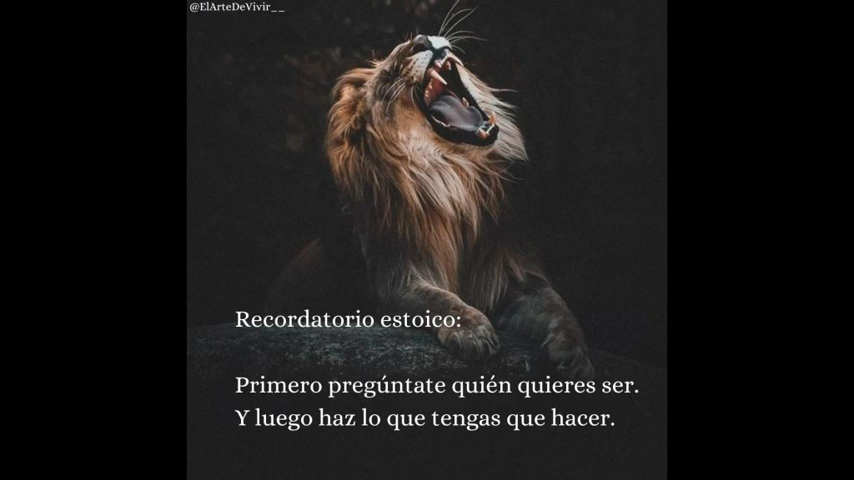 @ElArteDeVivir__
Recordatorio estoico:
Primero pregúntate quién quieres ser.
Y luego haz lo que tengas que hacer.